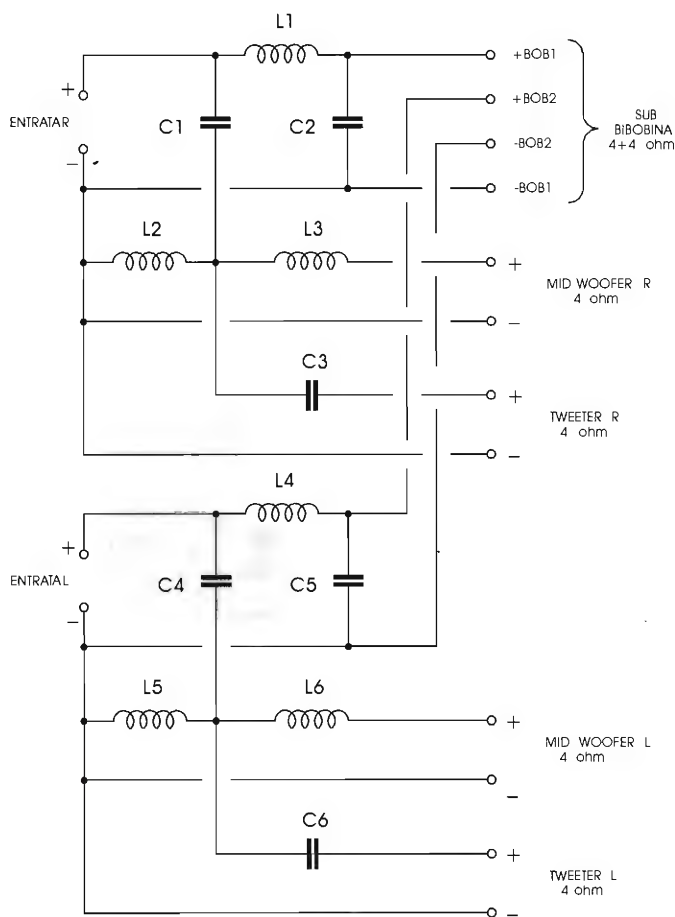 L1
+BOB1
+
+BOB2
ENTRATAR
C1
C2
SUB
BIBOBINA
4+4 ohm
-BOB2
−
-BOB1
L2
L3
+
MID WOOFER R
4 ohm
−
C3
+
TWEETER R
4 ohm
−
L4
+
ENTRATAL
C4
C5
−
L5
L6
+
MID WOOFER L
4 ohm
−
C6
+
TWEETER L
4 ohm
−